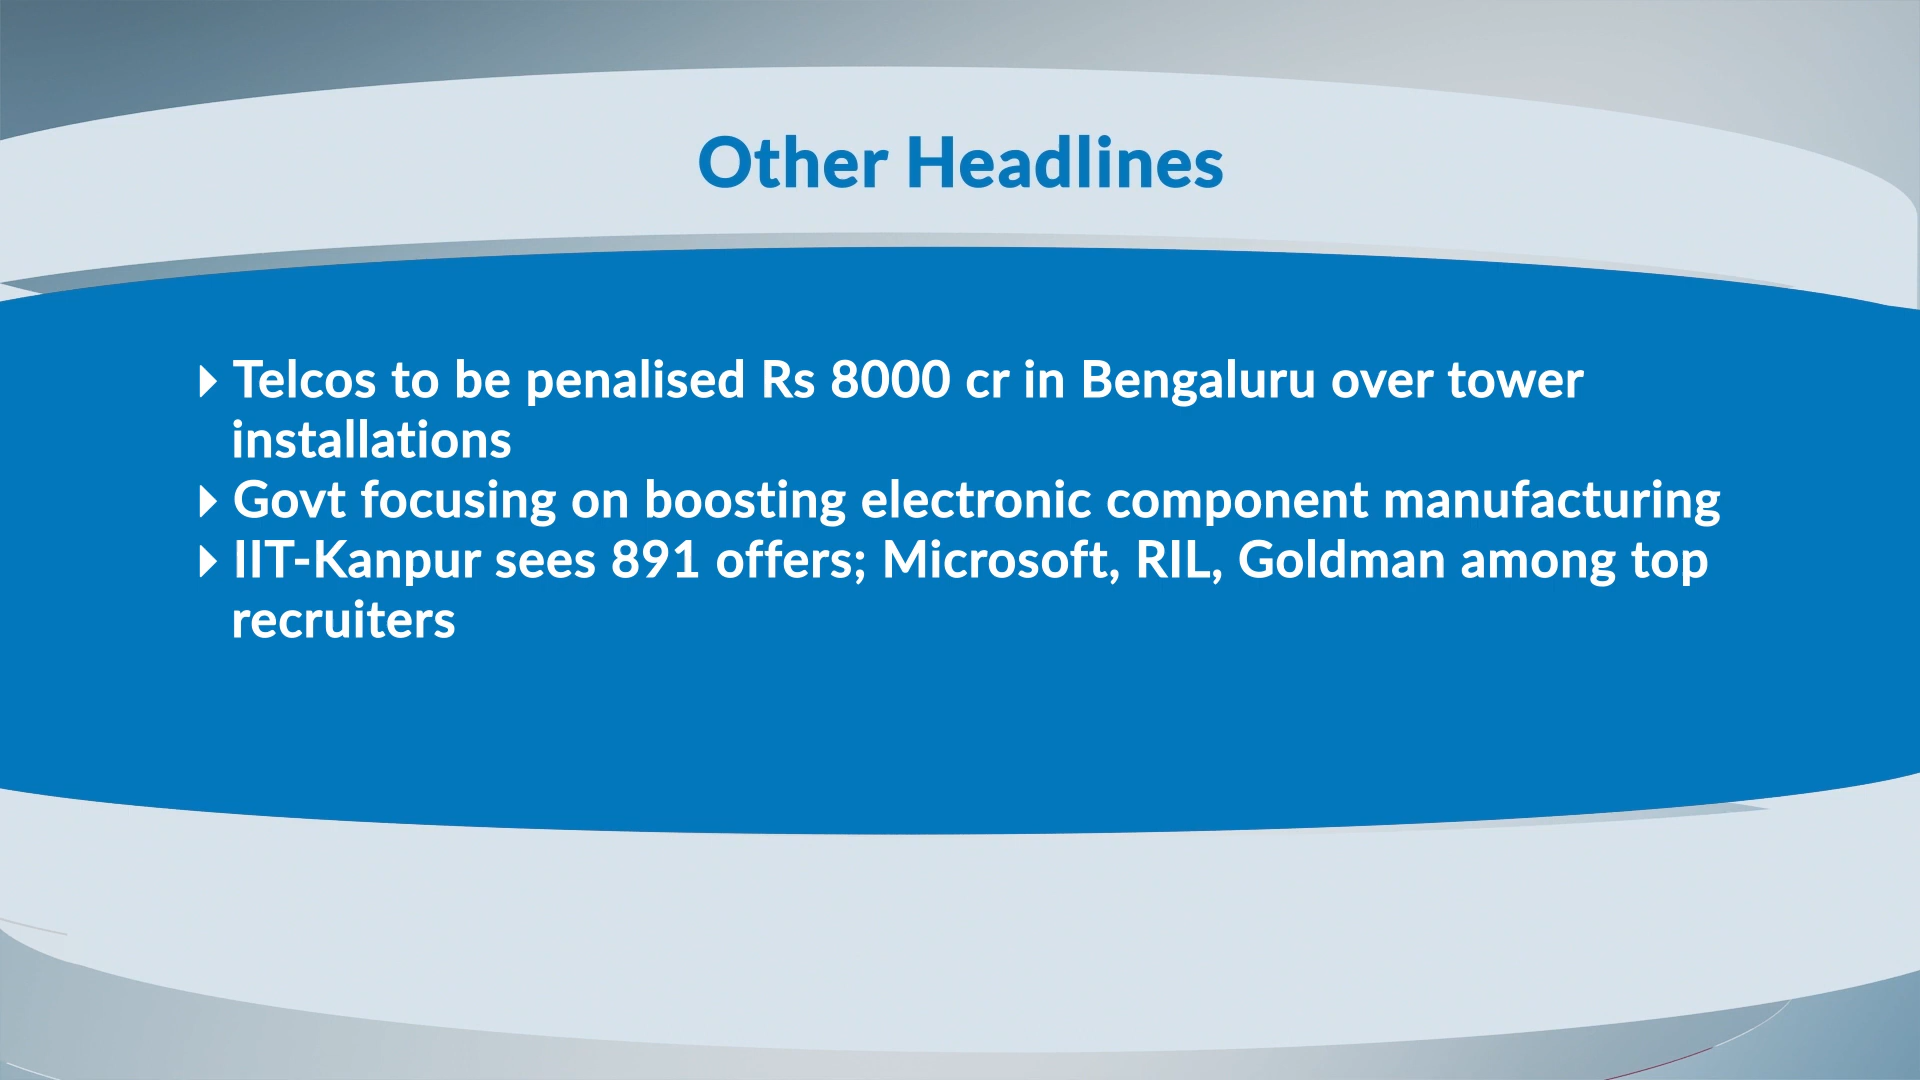 Other Headlines
Telcos to be penalised Rs 8000 cr in Bengaluru over tower
installations
Govt focusing on boosting electronic component manufacturing
IIT-Kanpur sees 891 offers; Microsoft, RIL, Goldman among top
recruiters